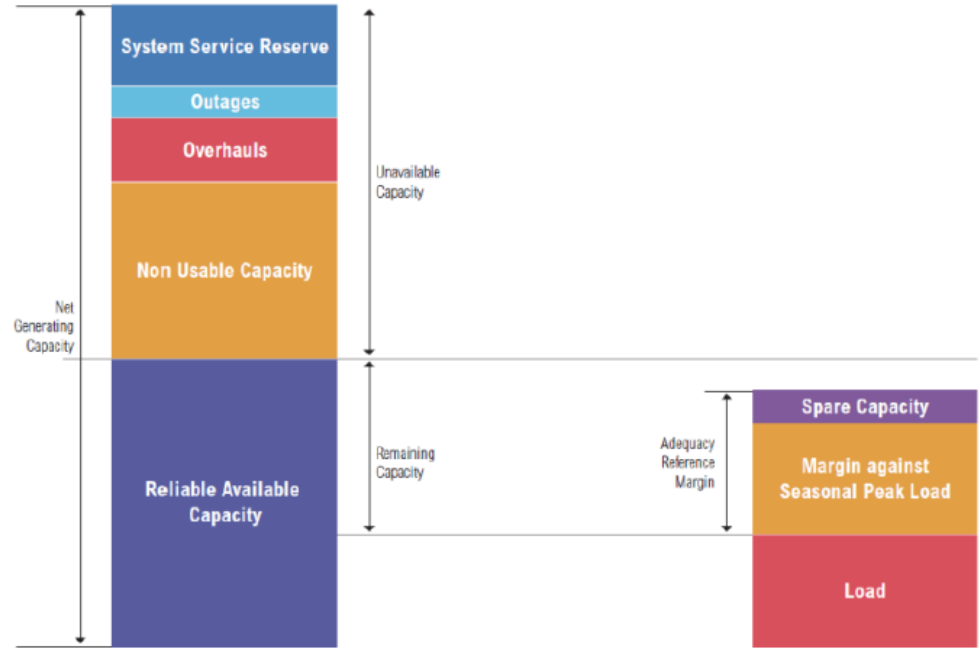 System Service Reserve
Outages
Overhauls
Unavailable
Capacity
Non Usable Capacity
Net
Generating
Capacity
Reliable Available
Capacity
Remaining
Capacity
Adequacy
Reference
Margin
Spare Capacity
Margin against
Seasonal Peak Load
Load